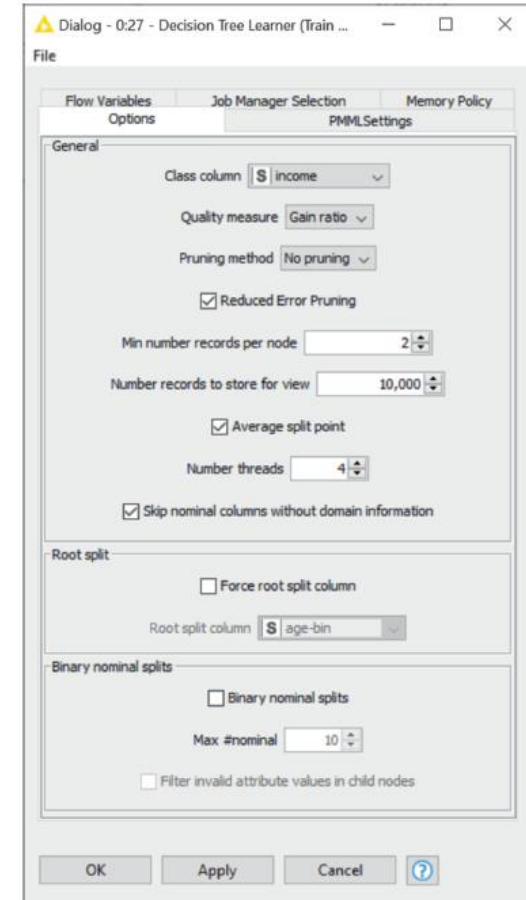 Dialog - 0:27 - Decision Tree Learner (Train ...
File
Flow Variables Job Manager Selection Memory Policy
Options PMMLSettings
General
Class column S income
Quality measure Gain ratio
Pruning method No pruning
Reduced Error Pruning
Min number records per node 2
Number records to store for view 10,000
Average split point
Number threads 4
Skip nominal columns without domain information
Root split
Force root split column
Root split column S age-bin
Binary nominal splits
Binary nominal splits
Max #nominal 10
Filter invalid attribute values in child nodes
OK Apply Cancel ?